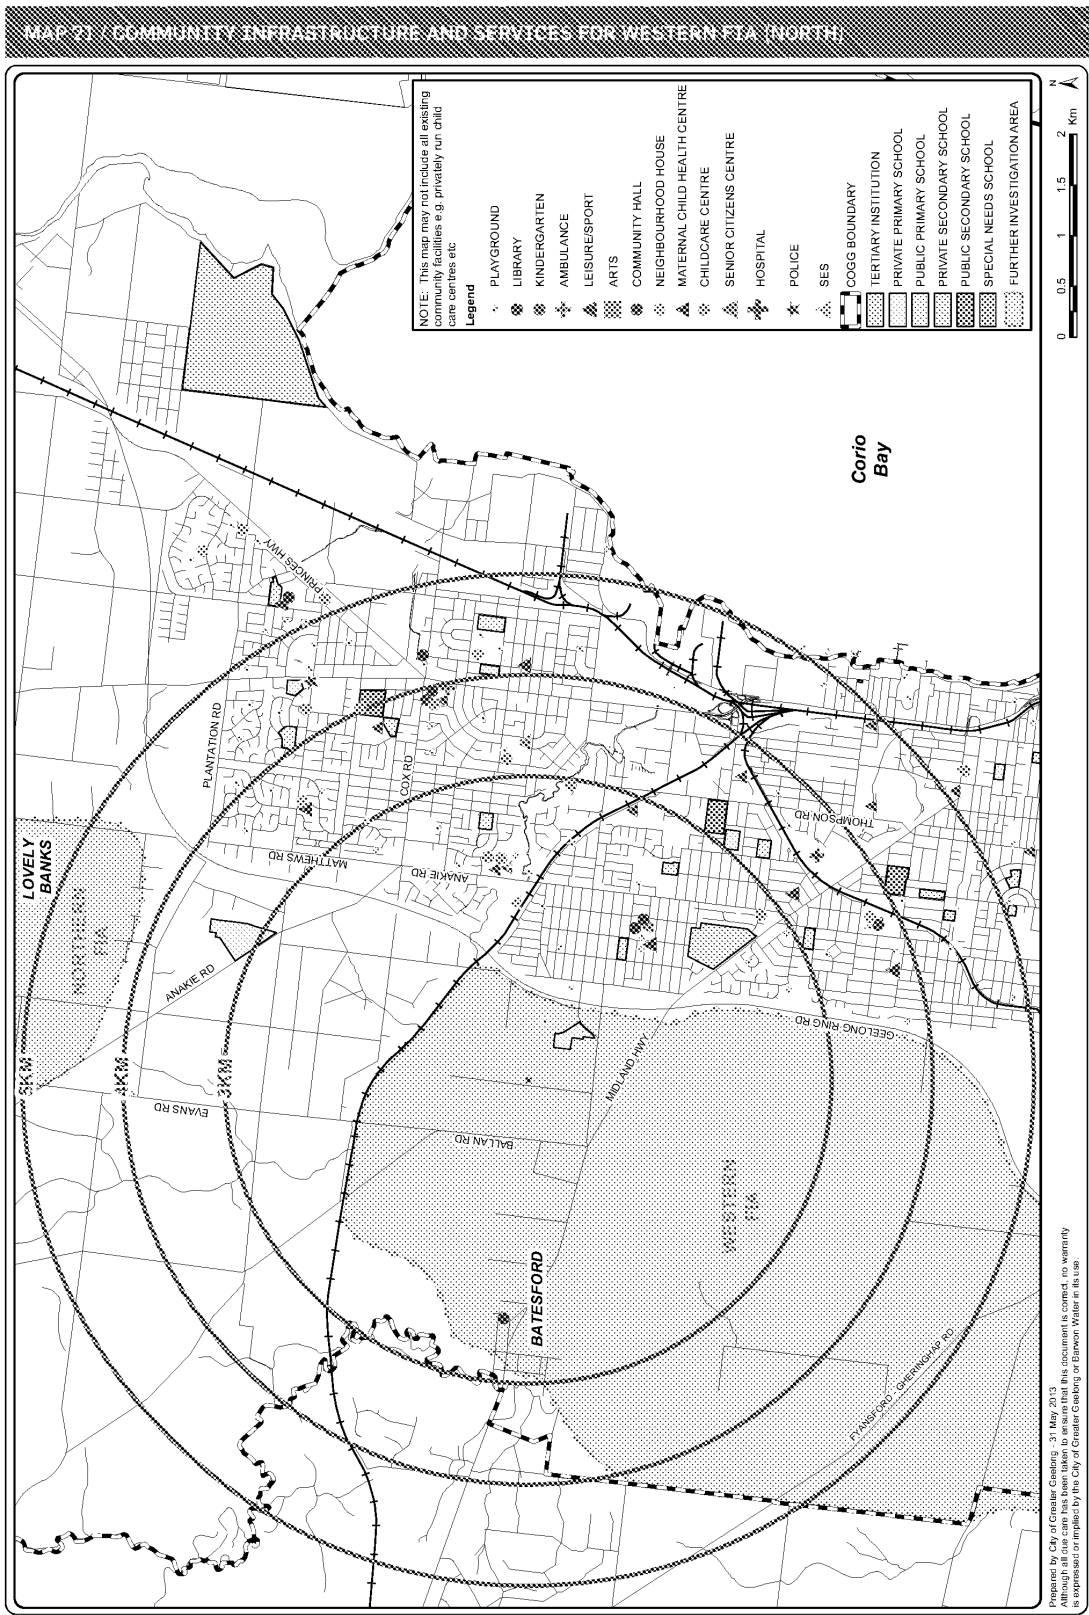 MAP 21 / COMMUNITY INFRASTRUCTURE AND SERVICES FOR WESTERN FIA (NORTH)
NOTE: This map may not include all existing
community facilities e.g. privately run child
care centres etc
Legend
PLAYGROUND
LIBRARY
KINDERGARTEN
AMBULANCE
LEISURE/SPORT
ARTS
COMMUNITY HALL
NEIGHBOURHOOD HOUSE
MATERNAL CHILD HEALTH CENTRE
CHILDCARE CENTRE
SENIOR CITIZENS CENTRE
HOSPITAL
POLICE
SES
COGG BOUNDARY
TERTIARY INSTITUTION
PRIVATE PRIMARY SCHOOL
PUBLIC PRIMARY SCHOOL
PRIVATE SECONDARY SCHOOL
PUBLIC SECONDARY SCHOOL
SPECIAL NEEDS SCHOOL
FURTHER INVESTIGATION AREA
N
0 0.5 1 1.5 2
Km
Corio
Bay
PRINCES HWY
PLANTATION RD
COX RD
MATTHEWS RD
ANAKIE RD
THOMPSON RD
LOVELY
BANKS
NORTHERN
FIA
ANAKIE RD
5KM
4KM
3KM
EVANS RD
BALLAN RD
MIDLAND HWY
GEELONG RING RD
WESTERN
FIA
BATESFORD
FYANSFORD - GHERINGHAP RD
Prepared by City of Greater Geelong - 31 May 2013
Although all due care has been taken to ensure that this document is correct, no warranty
is expressed or implied by the City of Greater Geelong or Barwon Water in its use